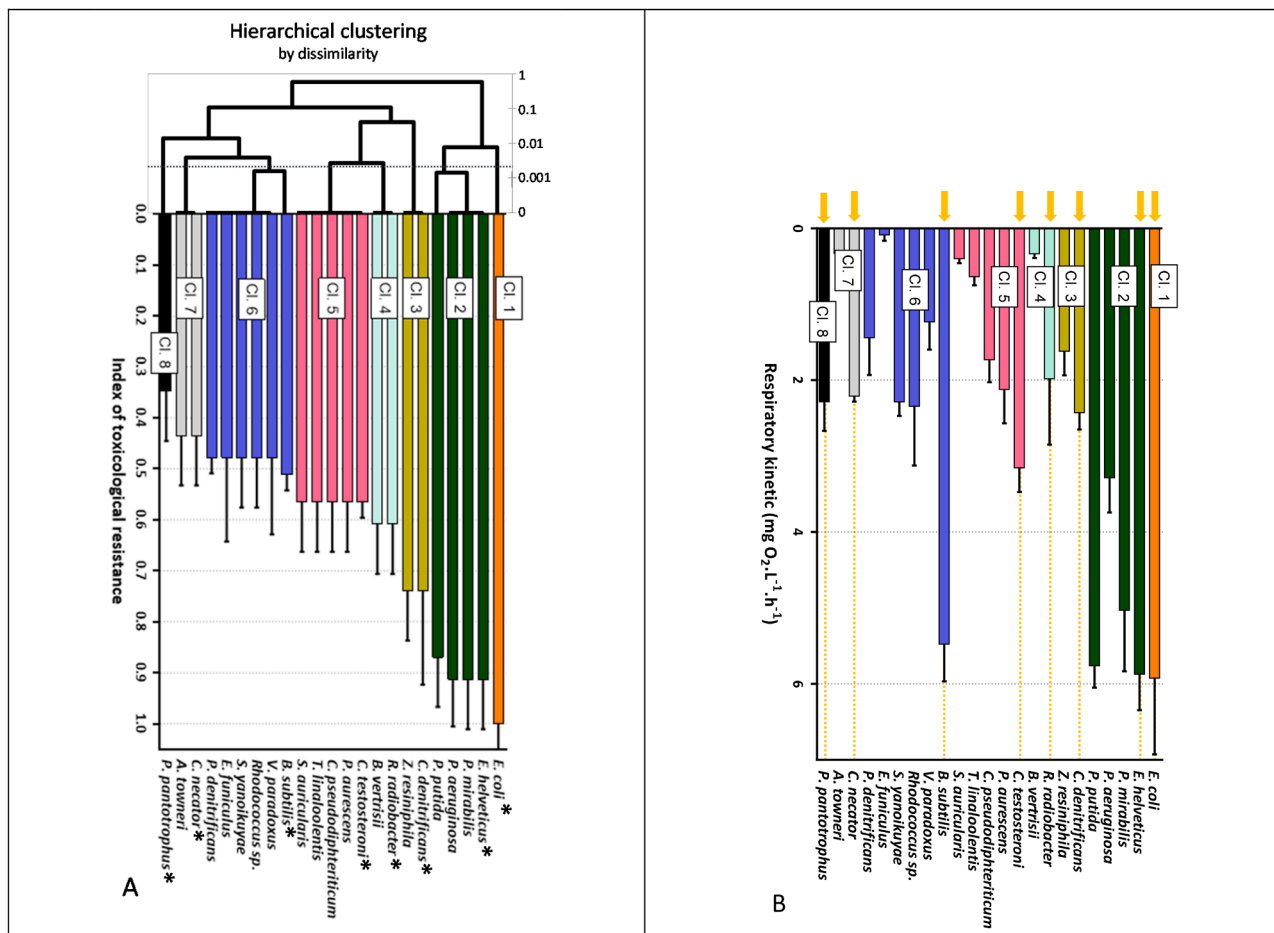 Hierarchical clustering
by dissimilarity
1
0.1
0.01
0.001
0
0.0
0.1
0.2
0.3
0.4
0.5
0.6
0.7
0.8
0.9
1.0
Index of toxicological resistance
Cl. 8
Cl. 7
Cl. 6
Cl. 5
Cl. 4
Cl. 3
Cl. 2
Cl. 1
P. pantotrophus *
A. towneri
C. necator *
P. denitrificans
E. funiculus
S. yanoikuyae
Rhodococcus sp.
V. paradoxus
B. subtilis *
S. auricularis
T. linaloolentis
C. pseudodiphteriticum
P. aurescens
C. testosteroni *
B. vertrisii
R. radiobacter *
Z. resiniphila
C. denitrificans *
P. putida
P. aeruginosa
P. mirabilis
E. helveticus *
E. coli *
A
0
2
4
6
Respiratory kinetic (mg O₂.L⁻¹.h⁻¹)
Cl. 8
Cl. 7
Cl. 6
Cl. 5
Cl. 4
Cl. 3
Cl. 2
Cl. 1
P. pantotrophus
A. towneri
C. necator
P. denitrificans
E. funiculus
S. yanoikuyae
Rhodococcus sp.
V. paradoxus
B. subtilis
S. auricularis
T. linaloolentis
C. pseudodiphteriticum
P. aurescens
C. testosteroni
B. vertrisii
R. radiobacter
Z. resiniphila
C. denitrificans
P. putida
P. aeruginosa
P. mirabilis
E. helveticus
E. coli
B